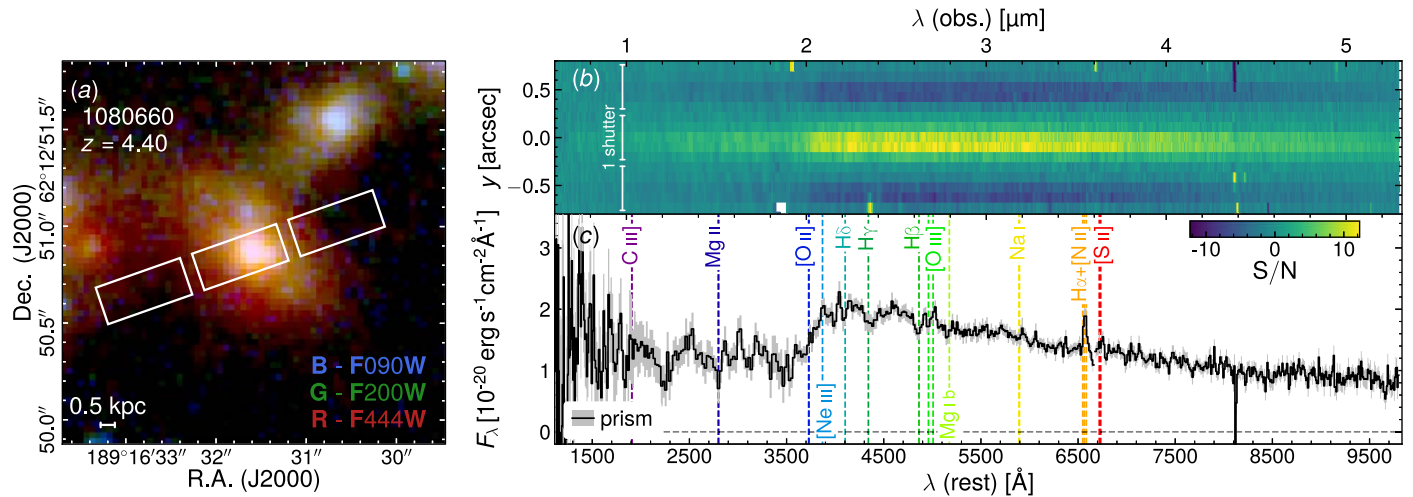 (a)
1080660
z = 4.40
B - F090W
G - F200W
R - F444W
0.5 kpc
Dec. (J2000)
62°12′51.5″
51.0″
50.5″
50.0″
189°16′33″
32″
31″
30″
R.A. (J2000)
λ (obs.) [μm]
1
2
3
4
5
(b)
1 shutter
y [arcsec]
0.5
0.0
−0.5
(c)
C III]
Mg II
[O II]
[Ne III]
Hδ
Hγ
Hβ
[O III]
Mg I b
Na I
Hα+[N II]
[S II]
−10
0
10
S/N
F_λ [10⁻²⁰ erg s⁻¹cm⁻²Å⁻¹]
3
2
1
0
prism
1500
2500
3500
4500
5500
6500
7500
8500
9500
λ (rest) [Å]